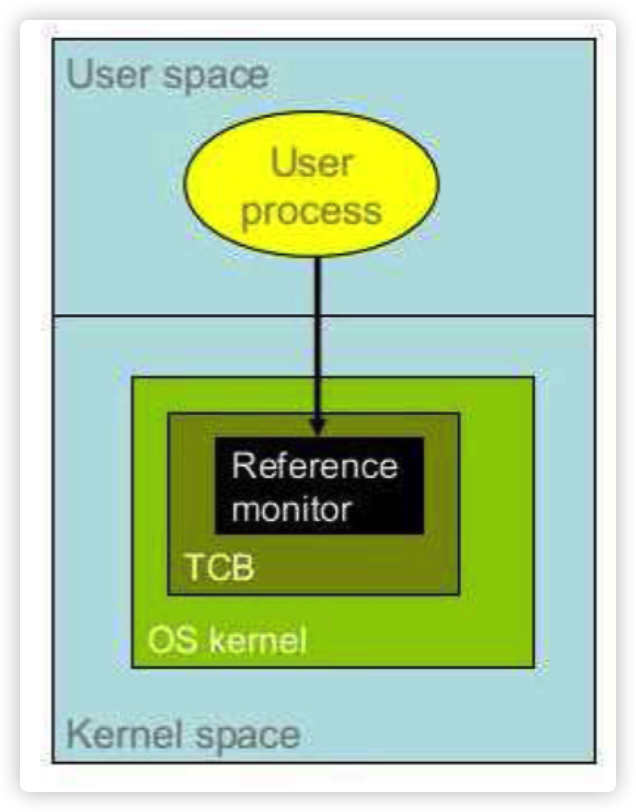 User space
User
process
Reference
monitor
TCB
OS kernel
Kernel space